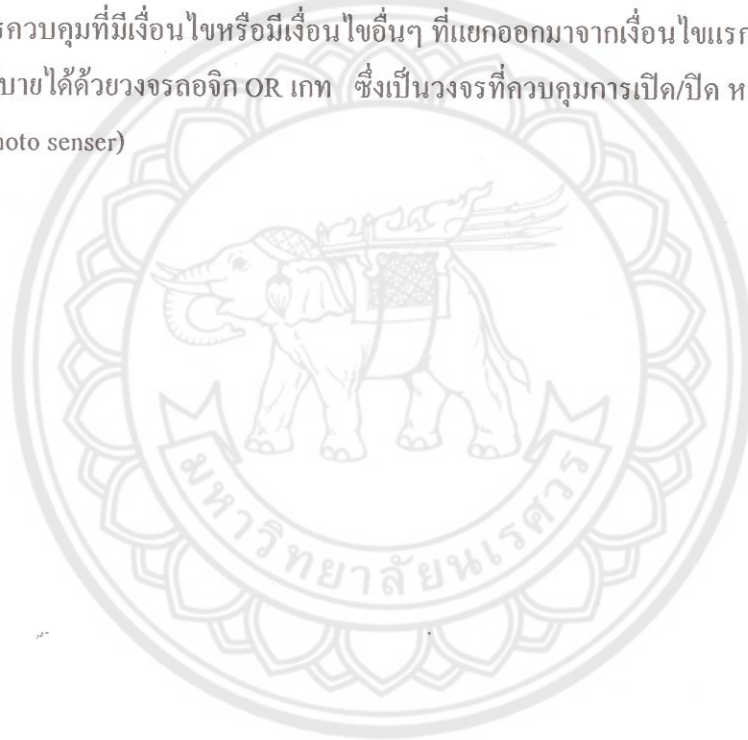 รควบคุมที่มีเงื่อนไขหรือมีเงื่อนไขอื่นๆ ที่แยกออกมาจากเงื่อนไขแรก
บายได้ด้วยวงจรลอจิก OR เกท ซึ่งเป็นวงจรที่ควบคุมการเปิด/ปิด ห
hoto senser)
มหาวิทยาลัยนเรศวร